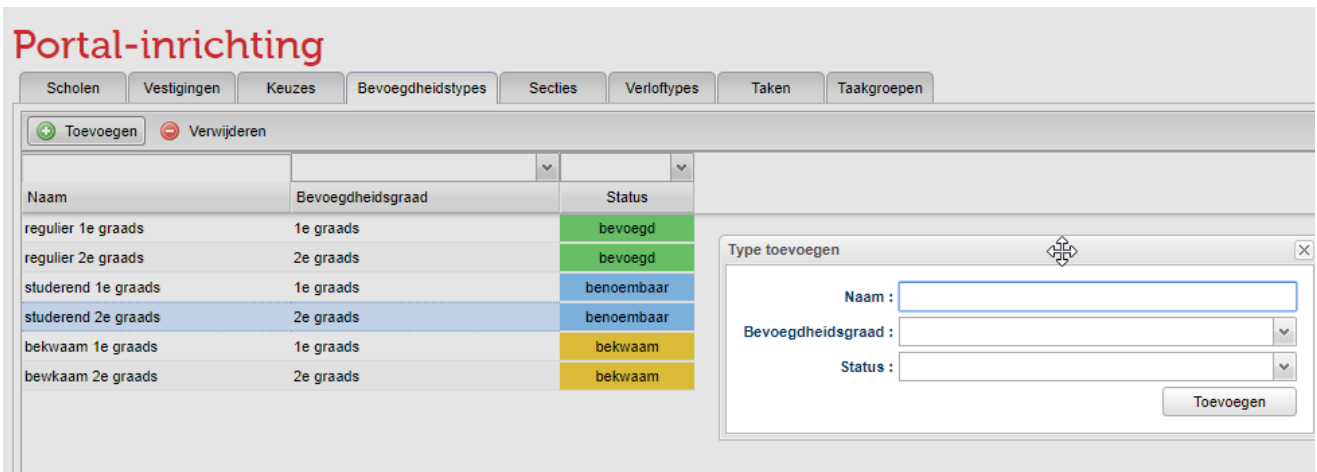 Portal-inrichting
Scholen Vestigingen Keuzes Bevoegdheidstypes Secties Verloftypes Taken Taakgroepen
Toevoegen Verwijderen
Naam Bevoegdheidsgraad Status
regulier 1e graads 1e graads bevoegd
regulier 2e graads 2e graads bevoegd
studerend 1e graads 1e graads benoembaar
studerend 2e graads 2e graads benoembaar
bekwaam 1e graads 1e graads bekwaam
bewkaam 2e graads 2e graads bekwaam
Type toevoegen
Naam :
Bevoegdheidsgraad :
Status :
Toevoegen